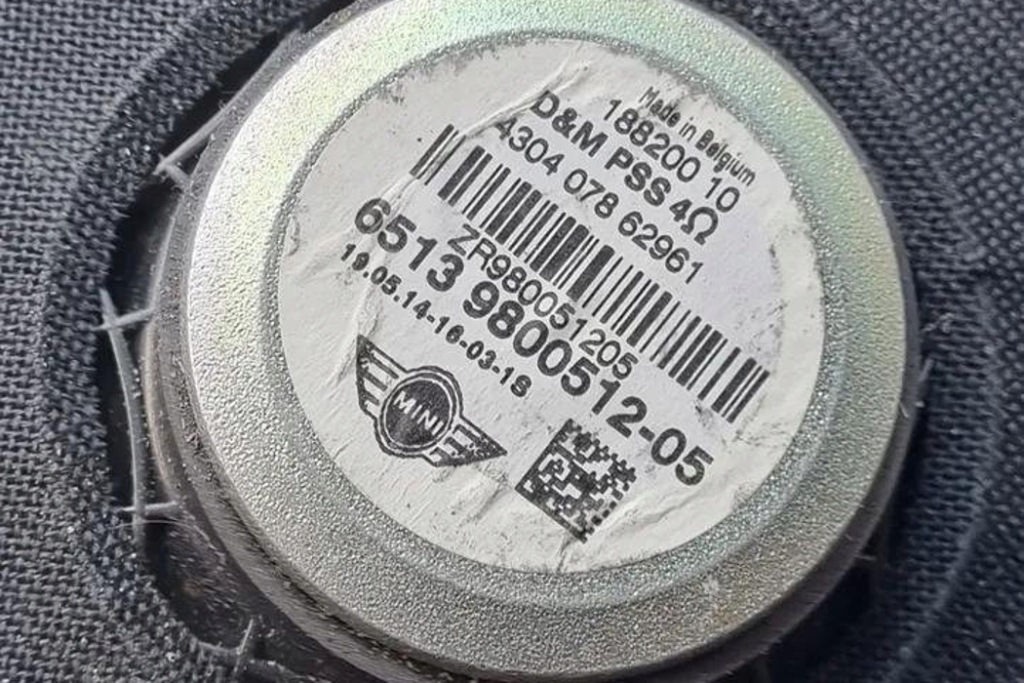 Made in Belgium
188200 10
D&M PSS 4Ω
4304 078 62961
ZR980051205
6513 9800512-05
19.05.14-16-03-18
MINI